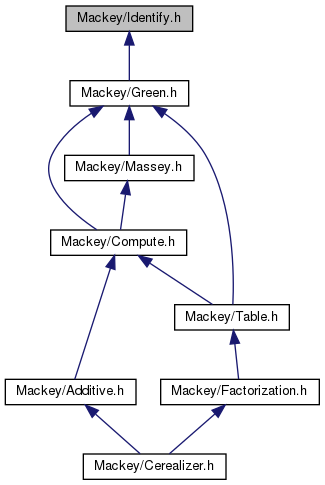 Mackey/Identify.h
Mackey/Green.h
Mackey/Massey.h
Mackey/Compute.h
Mackey/Table.h
Mackey/Additive.h
Mackey/Factorization.h
Mackey/Cerealizer.h